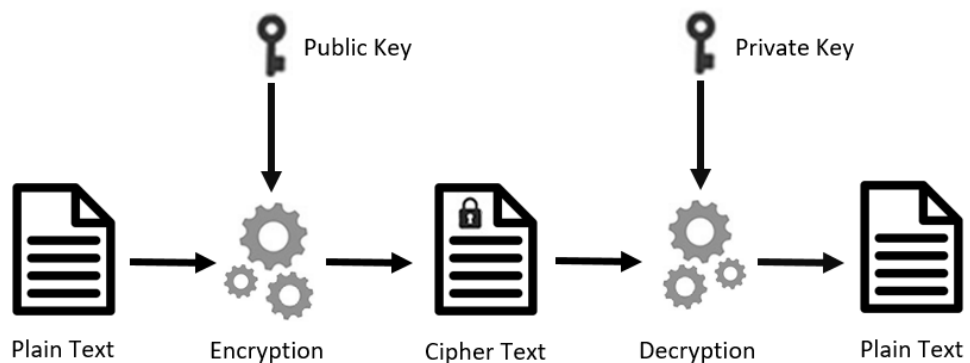 Public Key
Private Key
Plain Text
Encryption
Cipher Text
Decryption
Plain Text